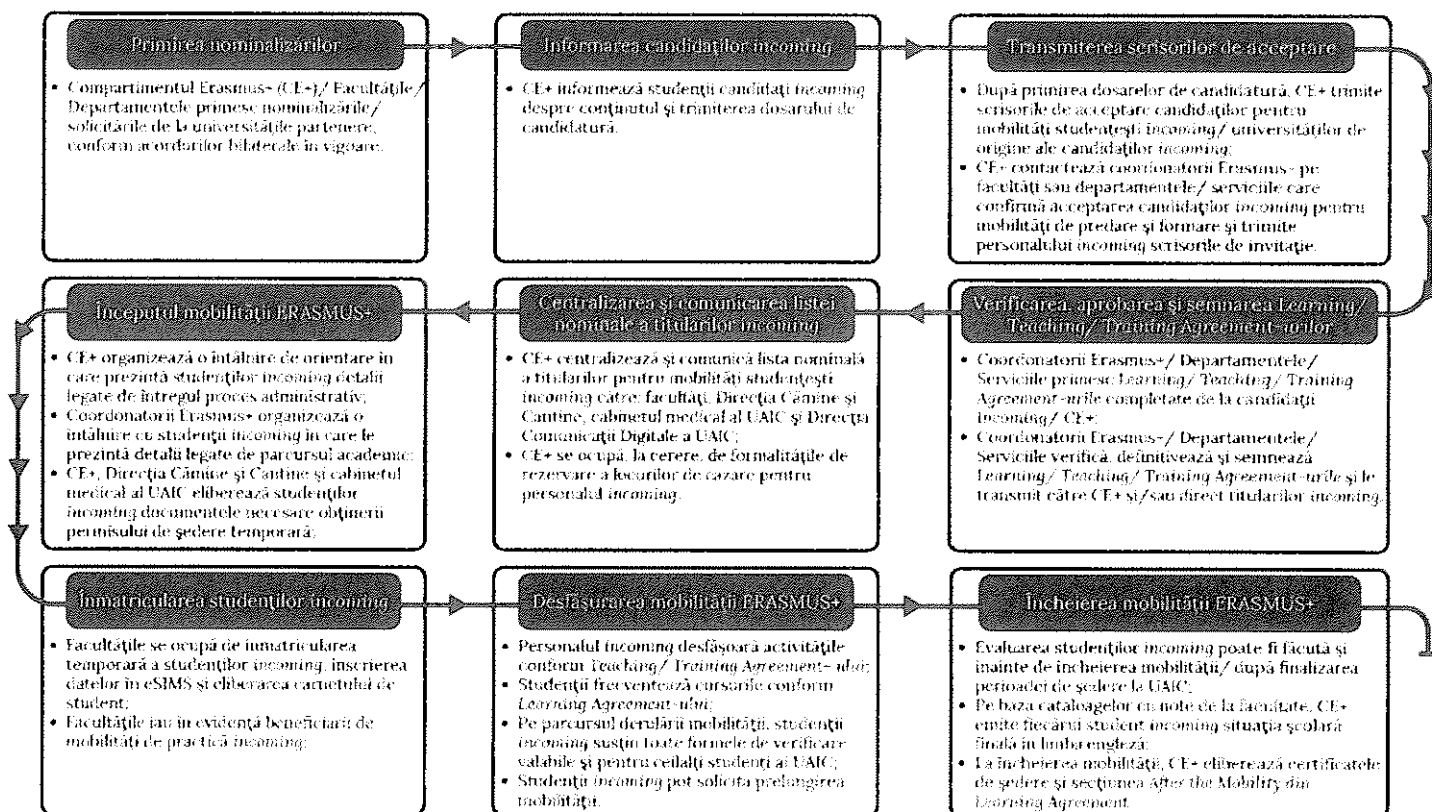 Primirea nominalizărilor
• Compartimentul Erasmus+ (CE+)/ Facultățile/
Departamentele primesc nominalizările/
solicitările de la universitățile partenere,
conform acordurilor bilaterale în vigoare.
Informarea candidaților incoming
• CE+ informează studenții candidați incoming
despre conținutul și trimiterea dosarului de
candidatură.
Transmiterea scrisorilor de acceptare
• După primirea dosarelor de candidatură, CE+ trimite
scrisorile de acceptare candidaților pentru
mobilități studențești incoming/ universităților de
origine ale candidaților incoming;
• CE+ contactează coordonatorii Erasmus+ pe
facultăți sau departamentele/ serviciile care
confirmă acceptarea candidaților incoming pentru
mobilități de predare și formare și trimite
personalului incoming scrisorile de invitație.
Verificarea, aprobarea și semnarea Learning/
Teaching/ Training Agreement-urilor
• Coordonatorii Erasmus+/ Departamentele/
Serviciile primesc Learning/ Teaching/ Training
Agreement-urile completate de la candidații
incoming/ CE+;
• Coordonatorii Erasmus+/ Departamentele/
Serviciile verifică, definitivează și semnează
Learning/ Teaching/ Training Agreement-urile și le
transmit către CE+ și/sau direct titularilor incoming.
Centralizarea și comunicarea listei
nominale a titularilor incoming
• CE+ centralizează și comunică lista nominală
a titularilor pentru mobilități studențești
incoming către: facultăți, Direcția Cămine și
Cantine, cabinetul medical al UAIC și Direcția
Comunicații Digitale a UAIC;
• CE+ se ocupă, la cerere, de formalitățile de
rezervare a locurilor de cazare pentru
personalul incoming.
Începutul mobilității ERASMUS+
• CE+ organizează o întâlnire de orientare în
care prezintă studenților incoming detalii
legate de întregul proces administrativ;
• Coordonatorii Erasmus+ organizează o
întâlnire cu studenții incoming în care le
prezintă detalii legate de parcursul academic;
• CE+, Direcția Cămine și Cantine și cabinetul
medical al UAIC eliberează studenților
incoming documentele necesare obținerii
permisului de ședere temporară;
Înmatricularea studenților incoming
• Facultățile se ocupă de înmatricularea
temporară a studenților incoming, înscrierea
datelor în eSIMS și eliberarea carnetului de
student;
• Facultățile iau în evidență beneficiarii de
mobilități de practică incoming;
Desfășurarea mobilității ERASMUS+
• Personalul incoming desfășoară activitățile
conform Teaching/ Training Agreement- ului;
• Studenții frecventează cursurile conform
Learning Agreement-ului;
• Pe parcursul derulării mobilității, studenții
incoming susțin toate formele de verificare
valabile și pentru ceilalți studenți ai UAIC;
• Studenții incoming pot solicita prelungirea
mobilității.
Încheierea mobilității ERASMUS+
• Evaluarea studenților incoming poate fi făcută și
înainte de încheierea mobilității/ după finalizarea
perioadei de ședere la UAIC;
• Pe baza cataloagelor cu note de la facultate, CE+
emite fiecărui student incoming situația școlară
finală în limba engleză;
• La încheierea mobilității, CE+ eliberează certificatele
de ședere și secțiunea After the Mobility din
Learning Agreement